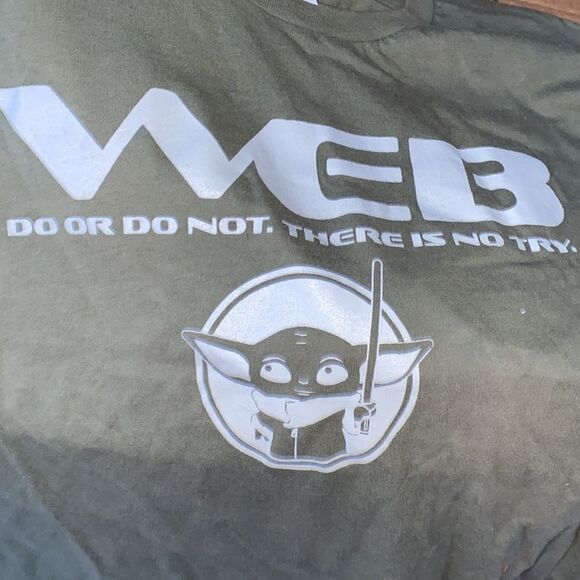 WEB
DO OR DO NOT. THERE IS NO TRY.